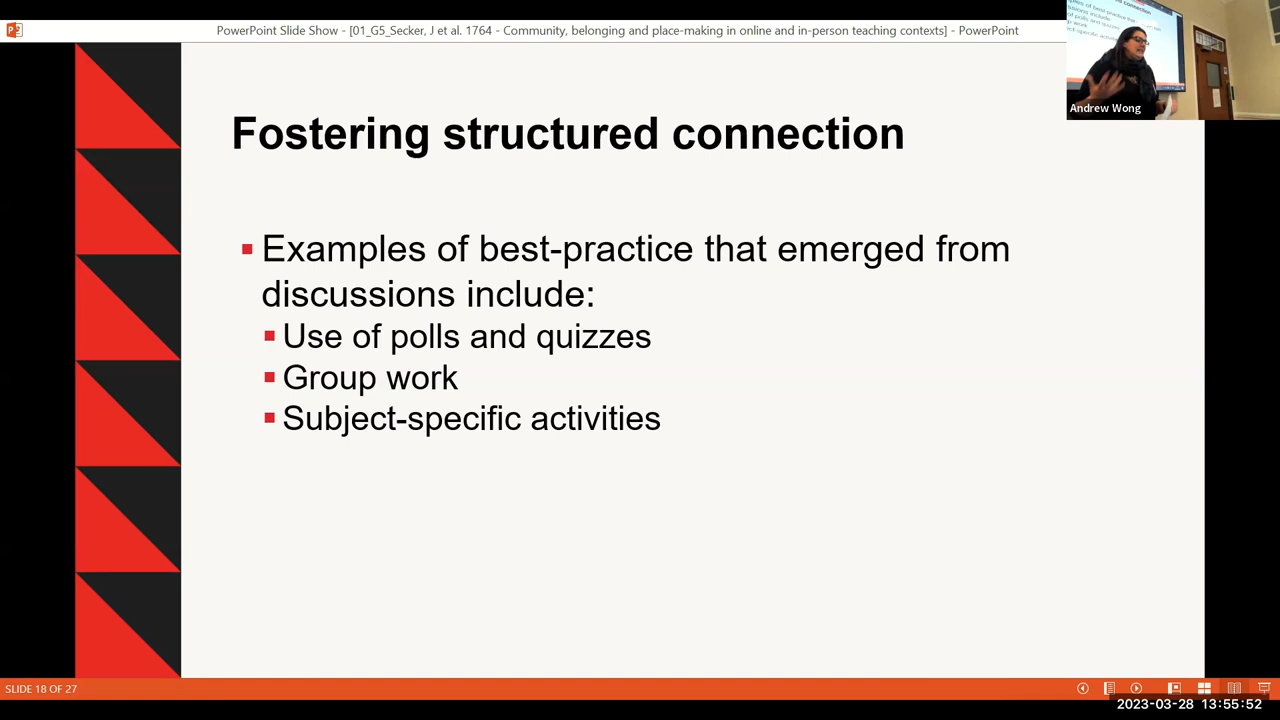 PowerPoint Slide Show - [01_G5_Secker, J et al. 1764 - Community, belonging and place-making in online and in-person teaching contexts] - PowerPoint
Andrew Wong
Fostering structured connection
Examples of best-practice that emerged from
discussions include:
Use of polls and quizzes
Group work
Subject-specific activities
SLIDE 18 OF 27
2023-03-28 13:55:52